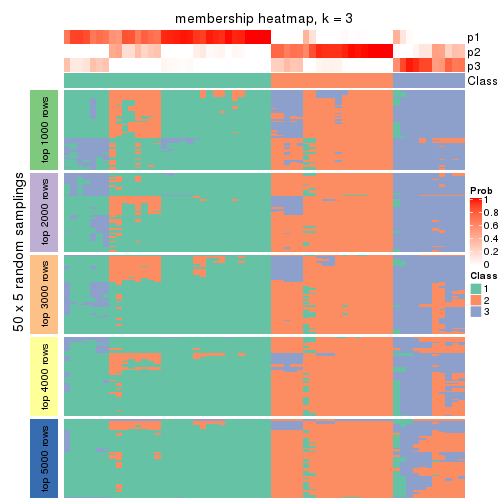 membership heatmap, k = 3
p1
p2
p3
Class
50 x 5 random samplings
top 1000 rows
top 2000 rows
top 3000 rows
top 4000 rows
top 5000 rows
Prob
1
0.8
0.6
0.4
0.2
0
Class
1
2
3